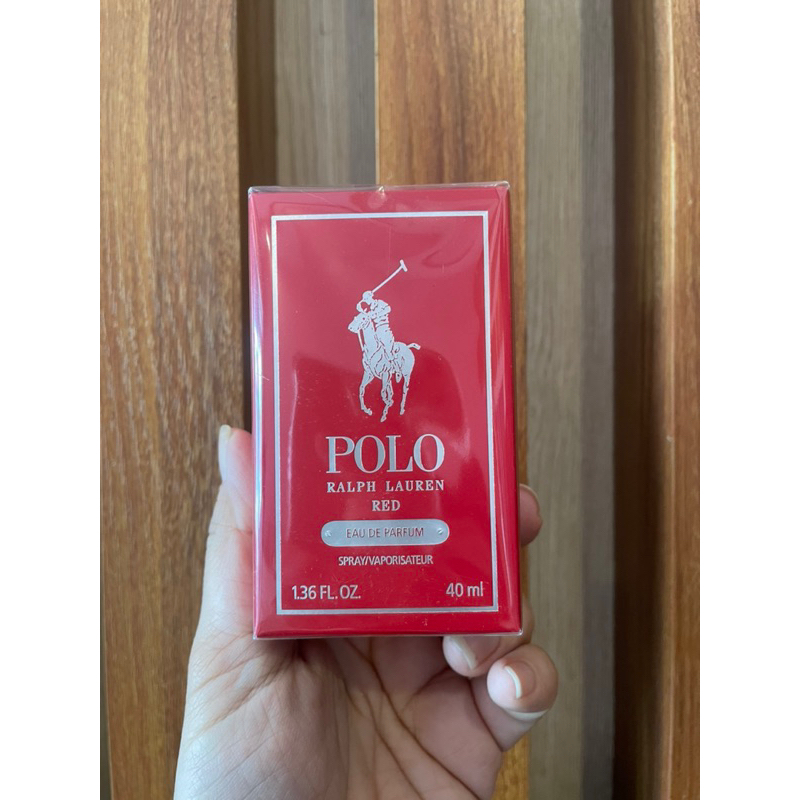 POLO
RALPH LAUREN
RED
EAU DE PARFUM
SPRAY/VAPORISATEUR
1.36 FL. OZ. 40 ml